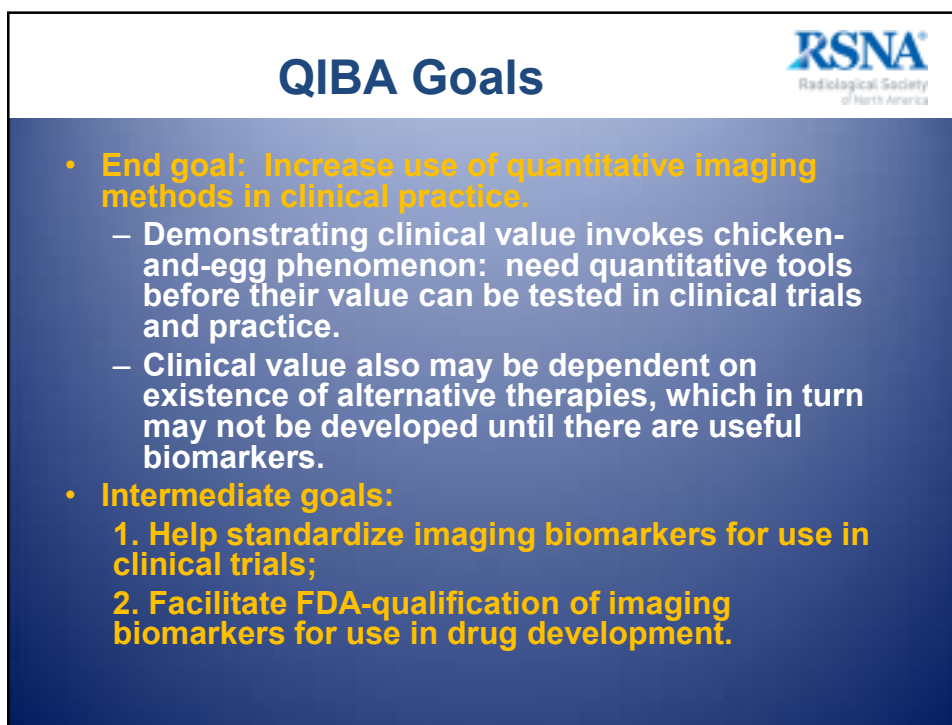 QIBA Goals
RSNA®
Radiological Society
of North America
• End goal:  Increase use of quantitative imaging
methods in clinical practice.
– Demonstrating clinical value invokes chicken-
and-egg phenomenon:  need quantitative tools
before their value can be tested in clinical trials
and practice.
– Clinical value also may be dependent on
existence of alternative therapies, which in turn
may not be developed until there are useful
biomarkers.
• Intermediate goals:
1. Help standardize imaging biomarkers for use in
clinical trials;
2. Facilitate FDA-qualification of imaging
biomarkers for use in drug development.